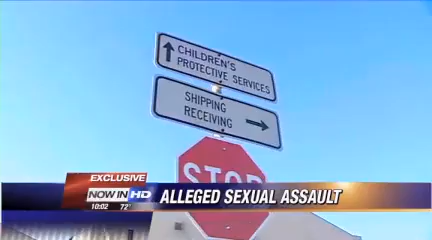 CHILDREN'S
PROTECTIVE SERVICES
SHIPPING
RECEIVING
STOP
EXCLUSIVE
NOW IN HD
10:02 72°
ALLEGED SEXUAL ASSAULT